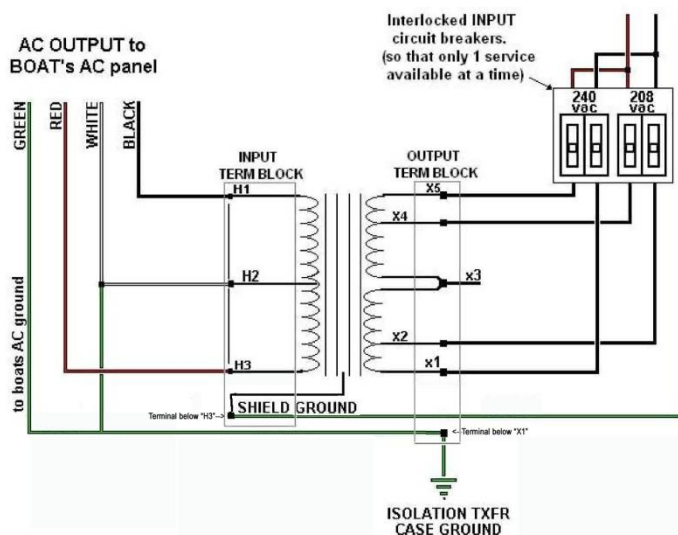 Interlocked INPUT
circuit breakers.
(so that only 1 service
available at a time)
AC OUTPUT to
BOAT's AC panel
240
vac
208
vac
GREEN
RED
WHITE
BLACK
INPUT
TERM BLOCK
OUTPUT
TERM BLOCK
H1
X5
X4
H2
x3
X2
H3
x1
to boats AC ground
SHIELD GROUND
Terminal below "H3"-->
<-Terminal below "X1"
ISOLATION TXFR
CASE GROUND